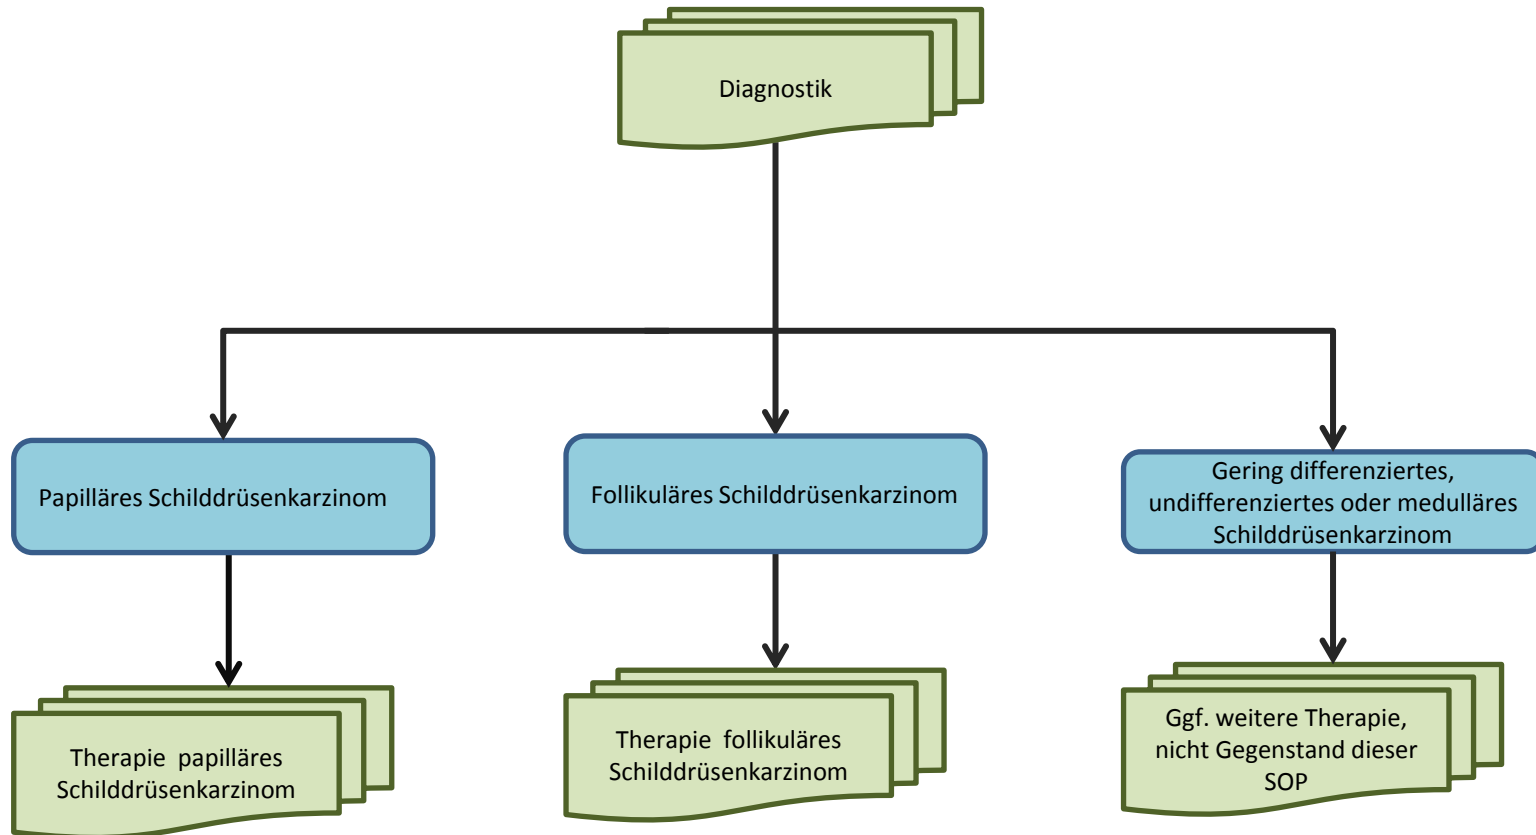 Diagnostik
Papilläres Schilddrüsenkarzinom
Follikuläres Schilddrüsenkarzinom
Gering differenziertes,
undifferenziertes oder medulläres
Schilddrüsenkarzinom
Therapie papilläres
Schilddrüsenkarzinom
Therapie follikuläres
Schilddrüsenkarzinom
Ggf. weitere Therapie,
nicht Gegenstand dieser
SOP